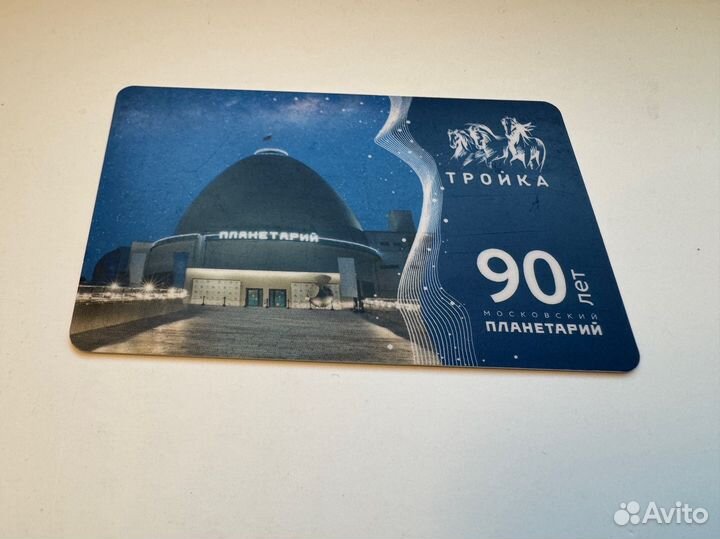 ПЛАНЕТАРИЙ
ТРОЙКА
90 лет
МОСКОВСКИЙ
ПЛАНЕТАРИЙ
Avito